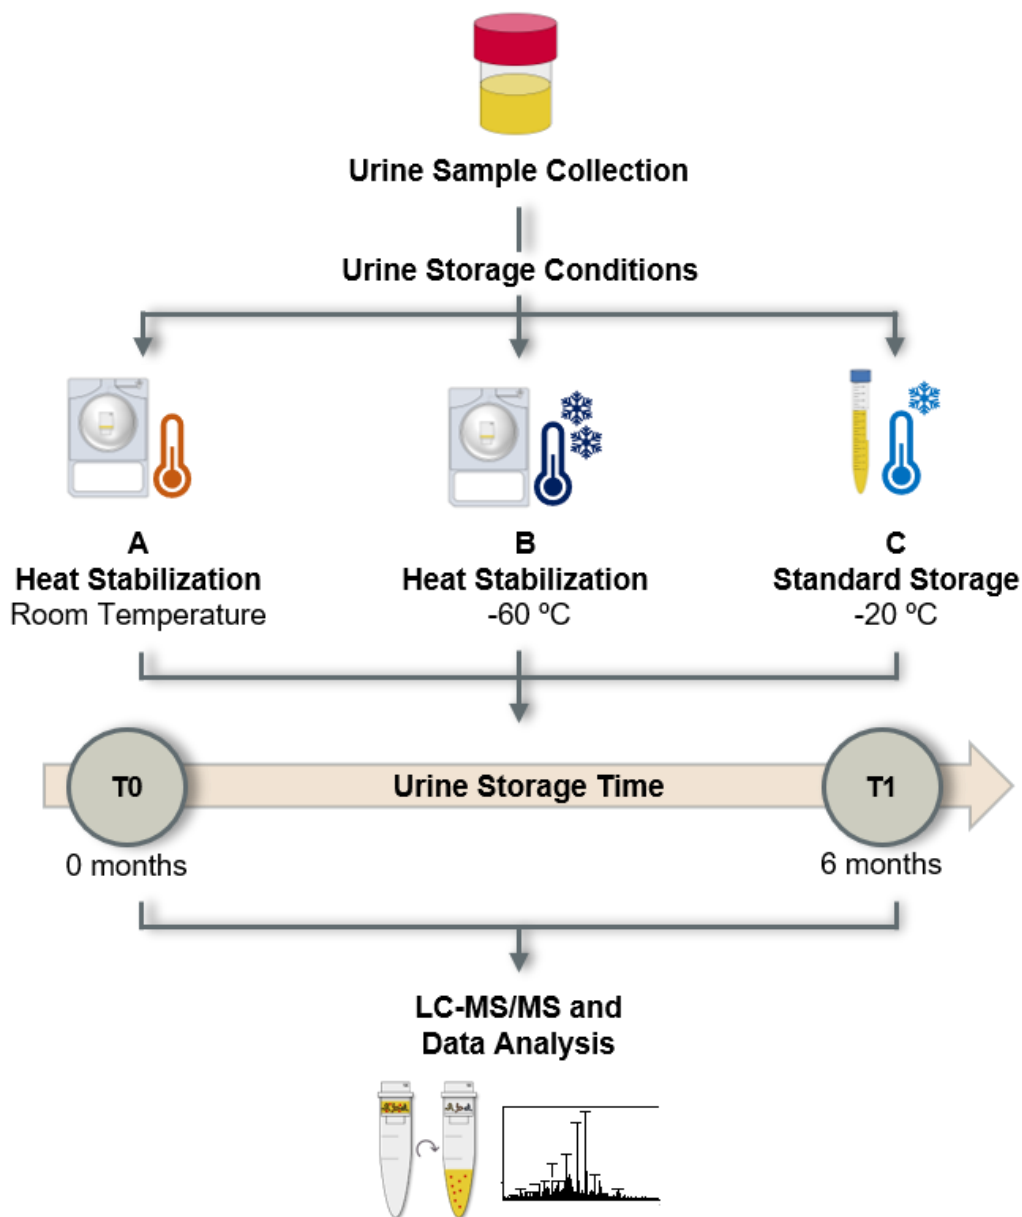 Urine Sample Collection
Urine Storage Conditions
A
Heat Stabilization
Room Temperature
B
Heat Stabilization
-60 ºC
C
Standard Storage
-20 ºC
T0
Urine Storage Time
T1
0 months
6 months
LC-MS/MS and
Data Analysis